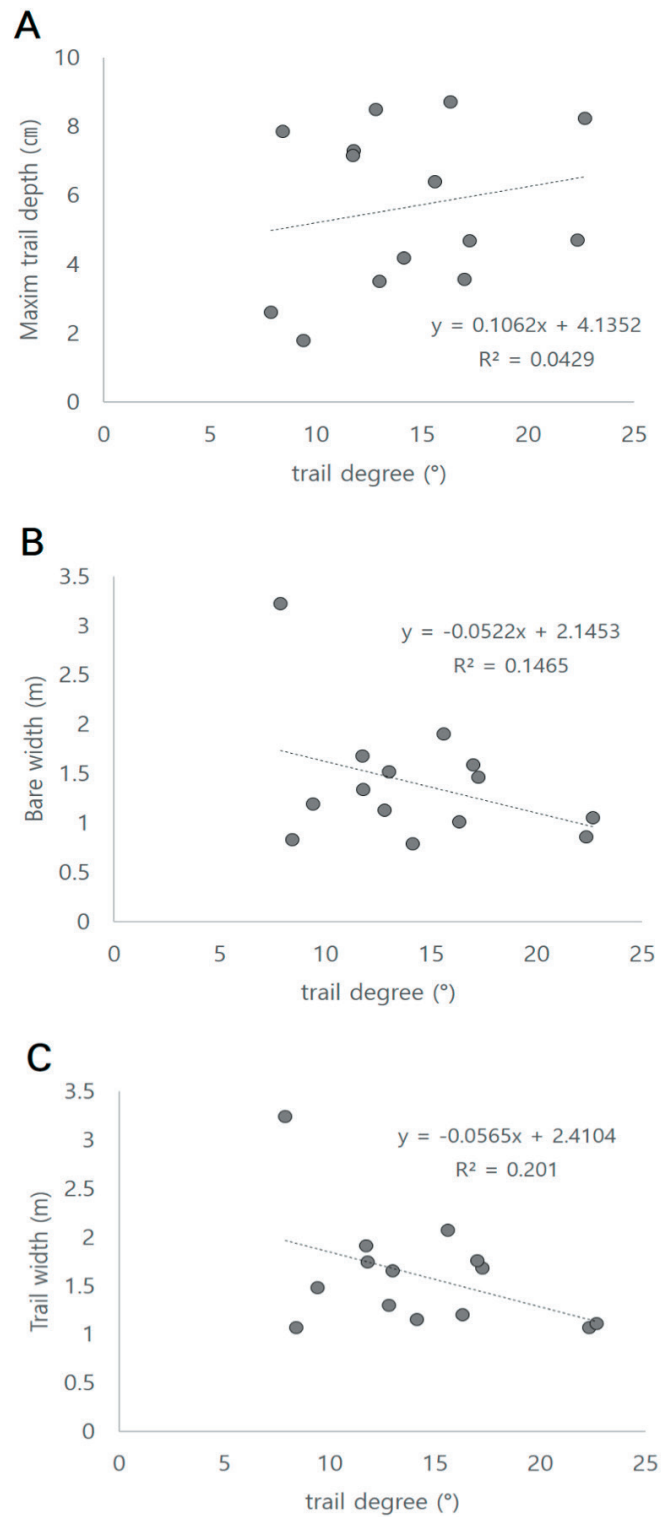 A
Maxim trail depth (㎝)
10
8
6
4
2
0
y = 0.1062x + 4.1352
R² = 0.0429
0 5 10 15 20 25
trail degree (°)
B
Bare width (m)
3.5
3
2.5
2
1.5
1
0.5
0
y = -0.0522x + 2.1453
R² = 0.1465
0 5 10 15 20 25
trail degree (°)
C
Trail width (m)
3.5
3
2.5
2
1.5
1
0.5
0
y = -0.0565x + 2.4104
R² = 0.201
0 5 10 15 20 25
trail degree (°)